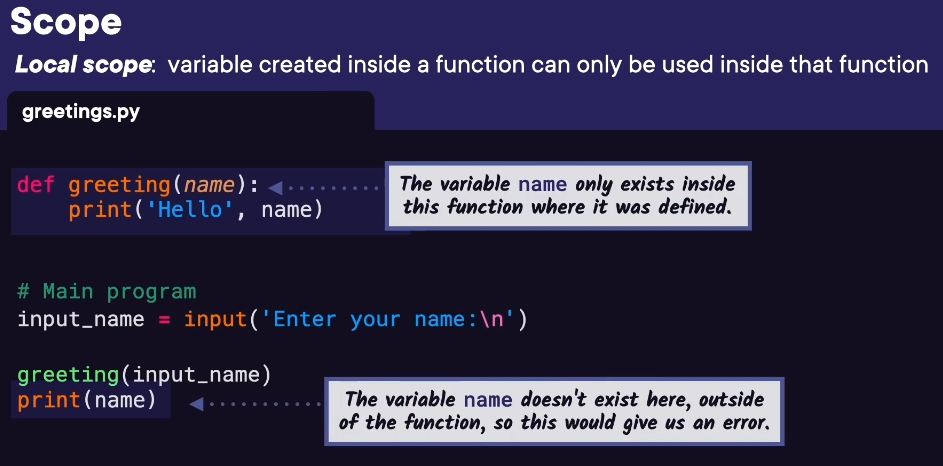 Scope
Local scope: variable created inside a function can only be used inside that function
greetings.py
def greeting(name):
    print('Hello', name)
The variable name only exists inside
this function where it was defined.
# Main program
input_name = input('Enter your name:\n')
greeting(input_name)
print(name)
The variable name doesn't exist here, outside
of the function, so this would give us an error.